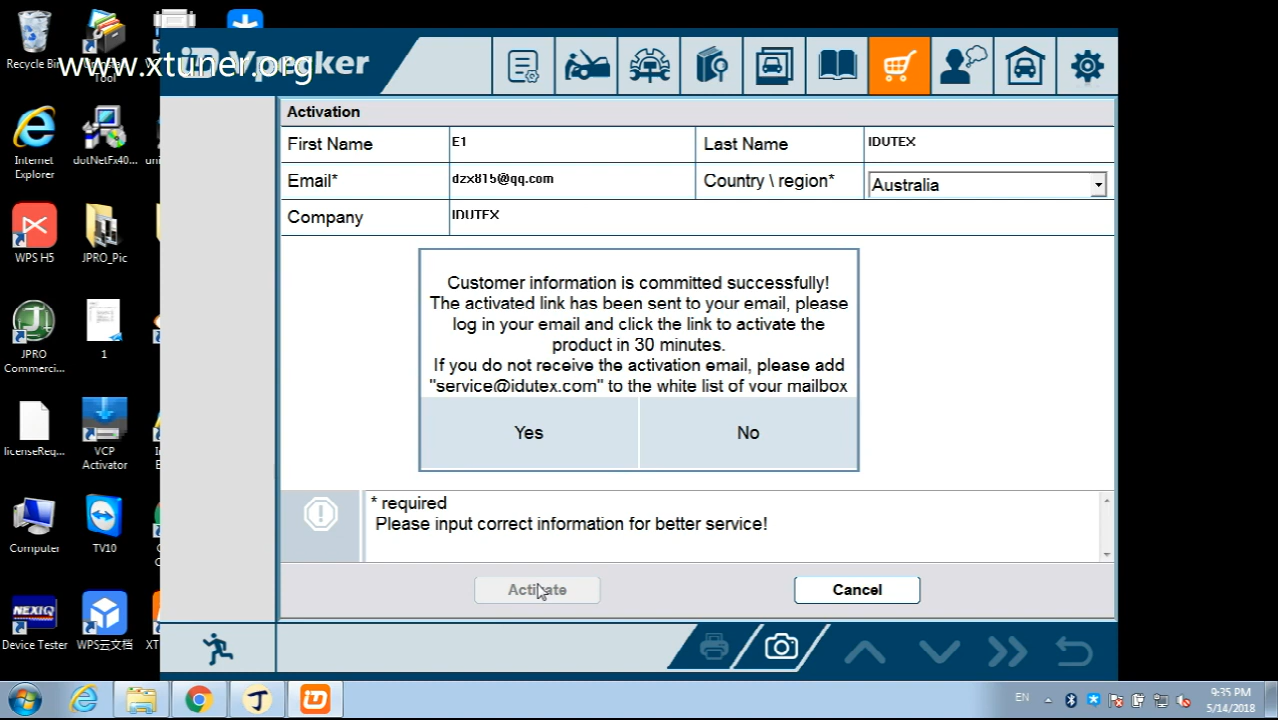 www.xtuner.org
Ypeaker
Recycle Bin
Tool
Internet Explorer
dotNetFx40...
uni
WPS H5
JPRO_Pic
JPRO Commerci...
1
licenseReq...
VCP Activator
Computer
TV10
NEXIQ
Device Tester
WPS云文档
XT
Activation
First Name
E1
Last Name
IDUTEX
Email*
dzx815@qq.com
Country \ region*
Australia
Company
IDUTEX
Customer information is committed successfully!
The activated link has been sent to your email, please
log in your email and click the link to activate the
product in 30 minutes.
If you do not receive the activation email, please add
"service@idutex.com" to the white list of your mailbox
Yes
No
* required
Please input correct information for better service!
Activate
Cancel
EN
9:35 PM
5/14/2018